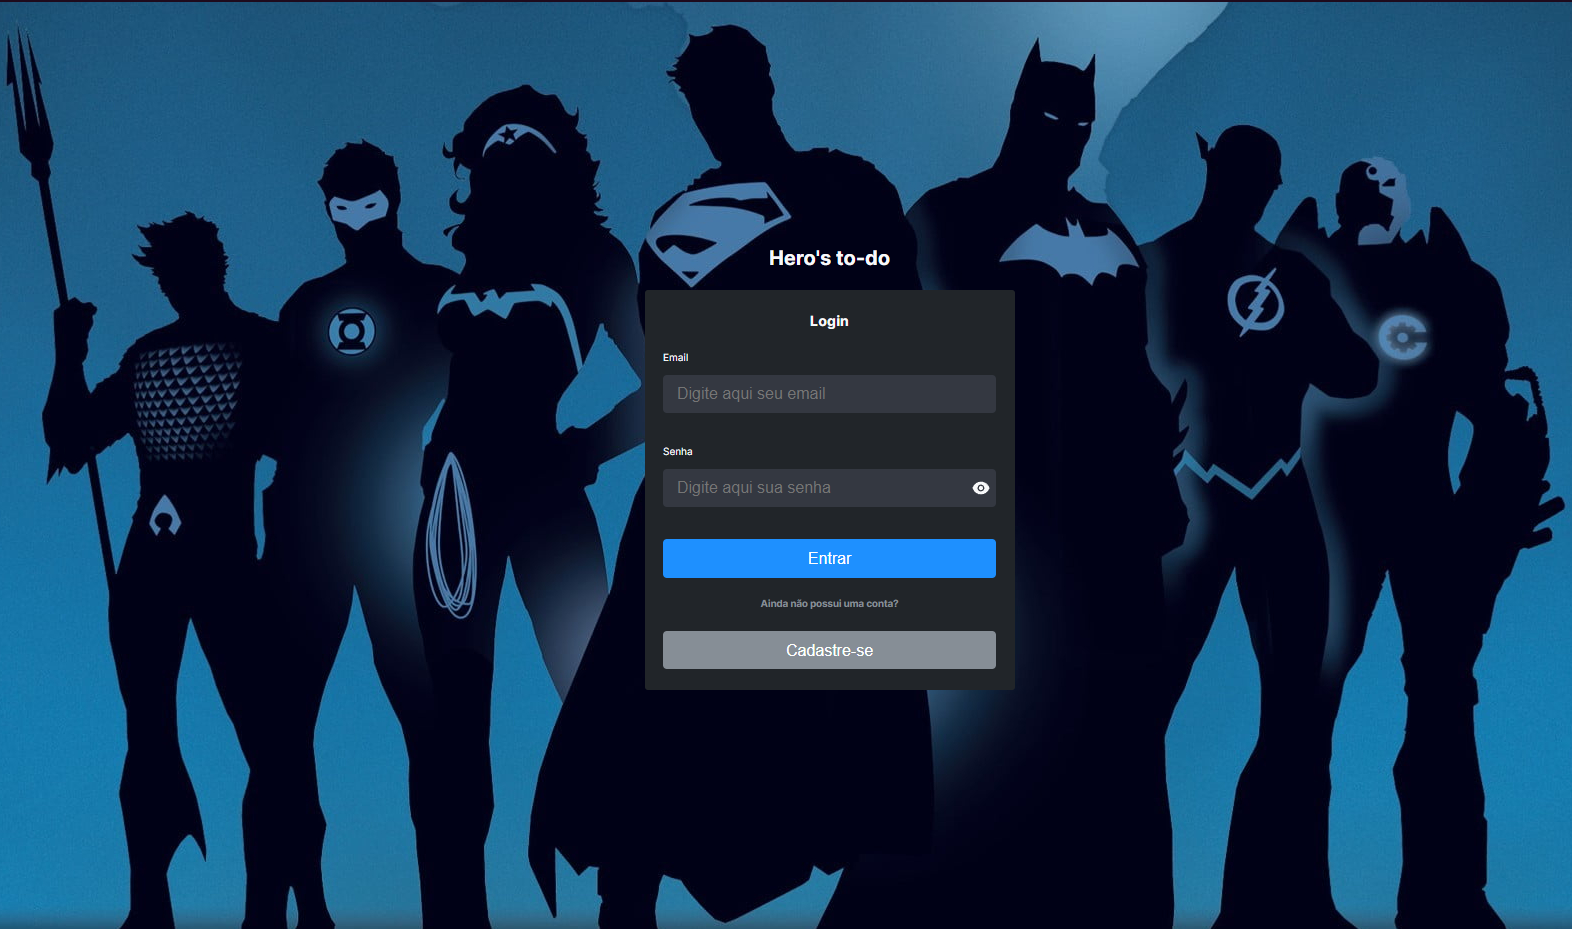 Hero's to-do
Login
Email
Digite aqui seu email
Senha
Digite aqui sua senha
Entrar
Ainda não possui uma conta?
Cadastre-se